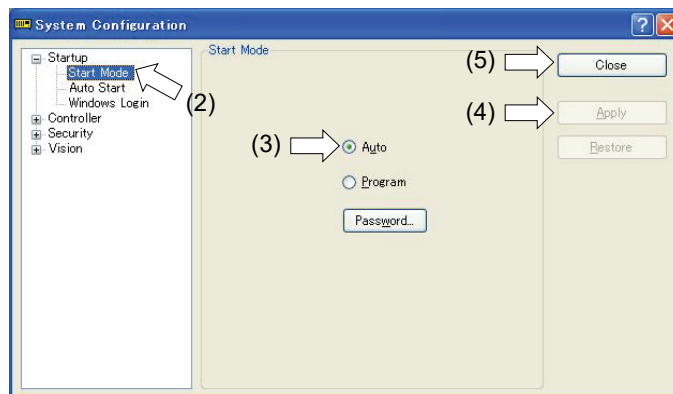 System Configuration
Startup
Start Mode
Auto Start
Windows Login
Controller
Security
Vision
(2)
Start Mode
(3)
Auto
Program
Password...
(5)
Close
(4)
Apply
Restore